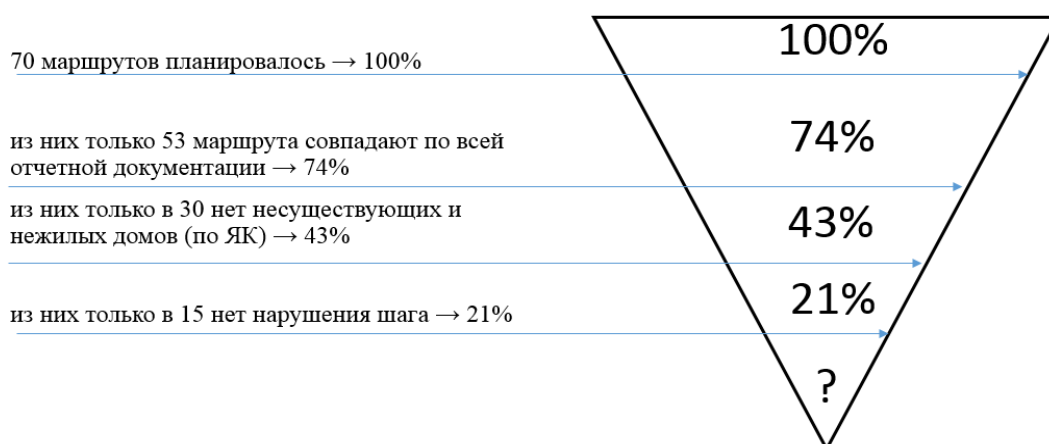 70 маршрутов планировалось → 100%
из них только 53 маршрута совпадают по всей
отчетной документации → 74%
из них только в 30 нет несуществующих и
нежилых домов (по ЯК) → 43%
из них только в 15 нет нарушения шага → 21%
100%
74%
43%
21%
?